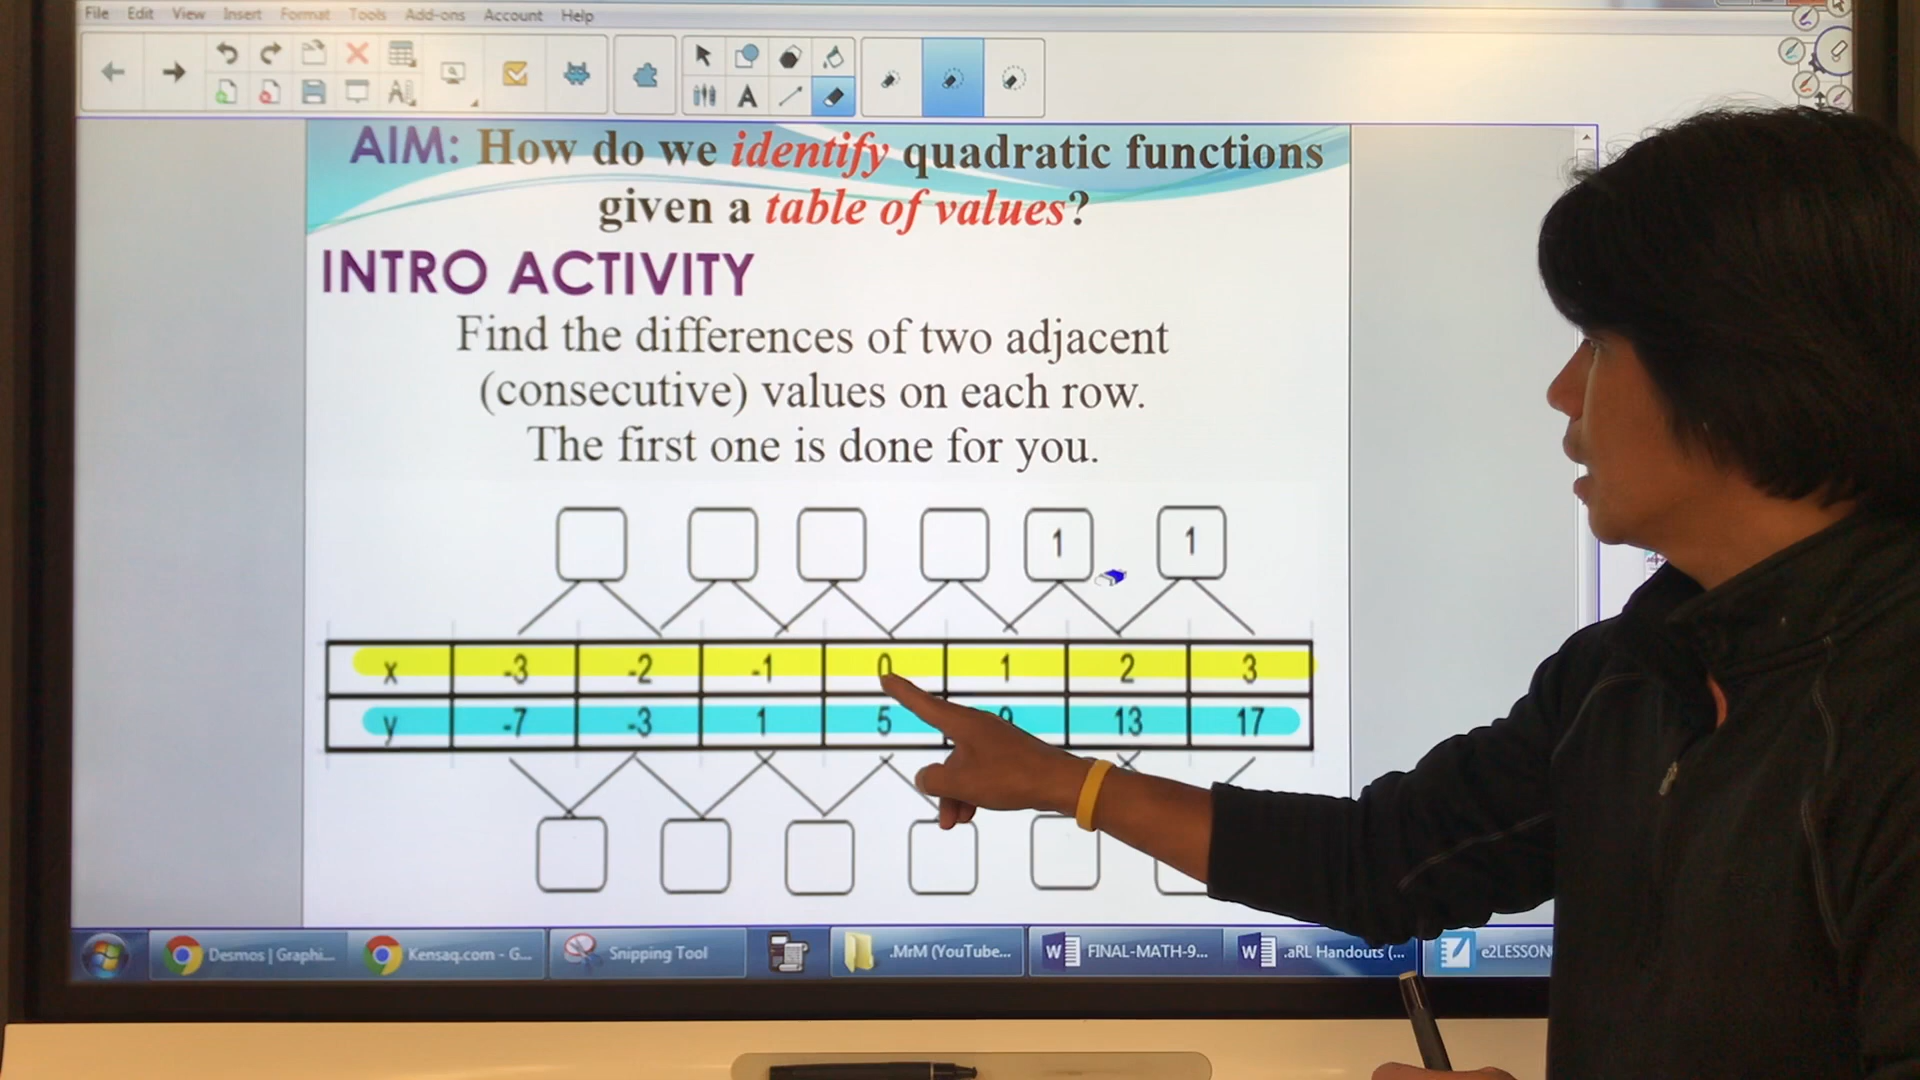 File Edit View Insert Format Tools Add-ons Account Help
AIM: How do we identify quadratic functions
given a table of values?
INTRO ACTIVITY
Find the differences of two adjacent
(consecutive) values on each row.
The first one is done for you.
1 1
x -3 -2 -1 0 1 2 3
y -7 -3 1 5 13 17
Desmos | Graphi... Kensaq.com - G... Snipping Tool .MrM (YouTube... FINAL-MATH-9... .aRL Handouts (... e2LESSON